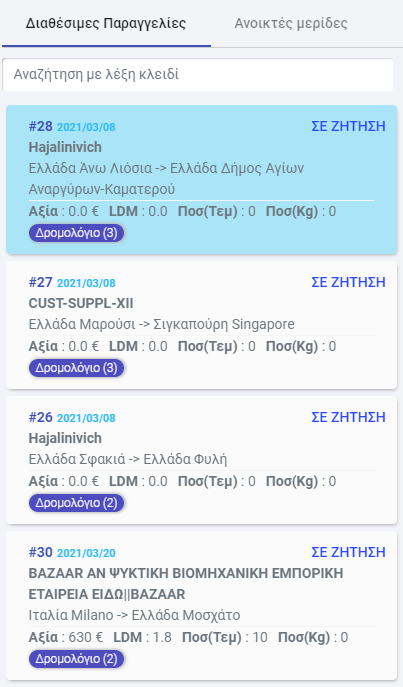 Διαθέσιμες Παραγγελίες Ανοικτές μερίδες
Αναζήτηση με λέξη κλειδί
#28 2021/03/08 ΣΕ ΖΗΤΗΣΗ
Hajalinivich
Ελλάδα Άνω Λιόσια -> Ελλάδα Δήμος Αγίων
Αναργύρων-Καματερού
Αξία : 0.0 € LDM : 0.0 Ποσ(Τεμ) : 0 Ποσ(Kg) : 0
Δρομολόγιο (3)
#27 2021/03/08 ΣΕ ΖΗΤΗΣΗ
CUST-SUPPL-XII
Ελλάδα Μαρούσι -> Σιγκαπούρη Singapore
Αξία : 0.0 € LDM : 0.0 Ποσ(Τεμ) : 0 Ποσ(Kg) : 0
Δρομολόγιο (3)
#26 2021/03/08 ΣΕ ΖΗΤΗΣΗ
Hajalinivich
Ελλάδα Σφακιά -> Ελλάδα Φυλή
Αξία : 0.0 € LDM : 0.0 Ποσ(Τεμ) : 0 Ποσ(Kg) : 0
Δρομολόγιο (2)
#30 2021/03/20 ΣΕ ΖΗΤΗΣΗ
BAZAAR ΑΝ ΨΥΚΤΙΚΗ ΒΙΟΜΗΧΑΝΙΚΗ ΕΜΠΟΡΙΚΗ
ΕΤΑΙΡΕΙΑ ΕΙΔΩ||BAZAAR
Ιταλία Milano -> Ελλάδα Μοσχάτο
Αξία : 630 € LDM : 1.8 Ποσ(Τεμ) : 10 Ποσ(Kg) : 0
Δρομολόγιο (2)